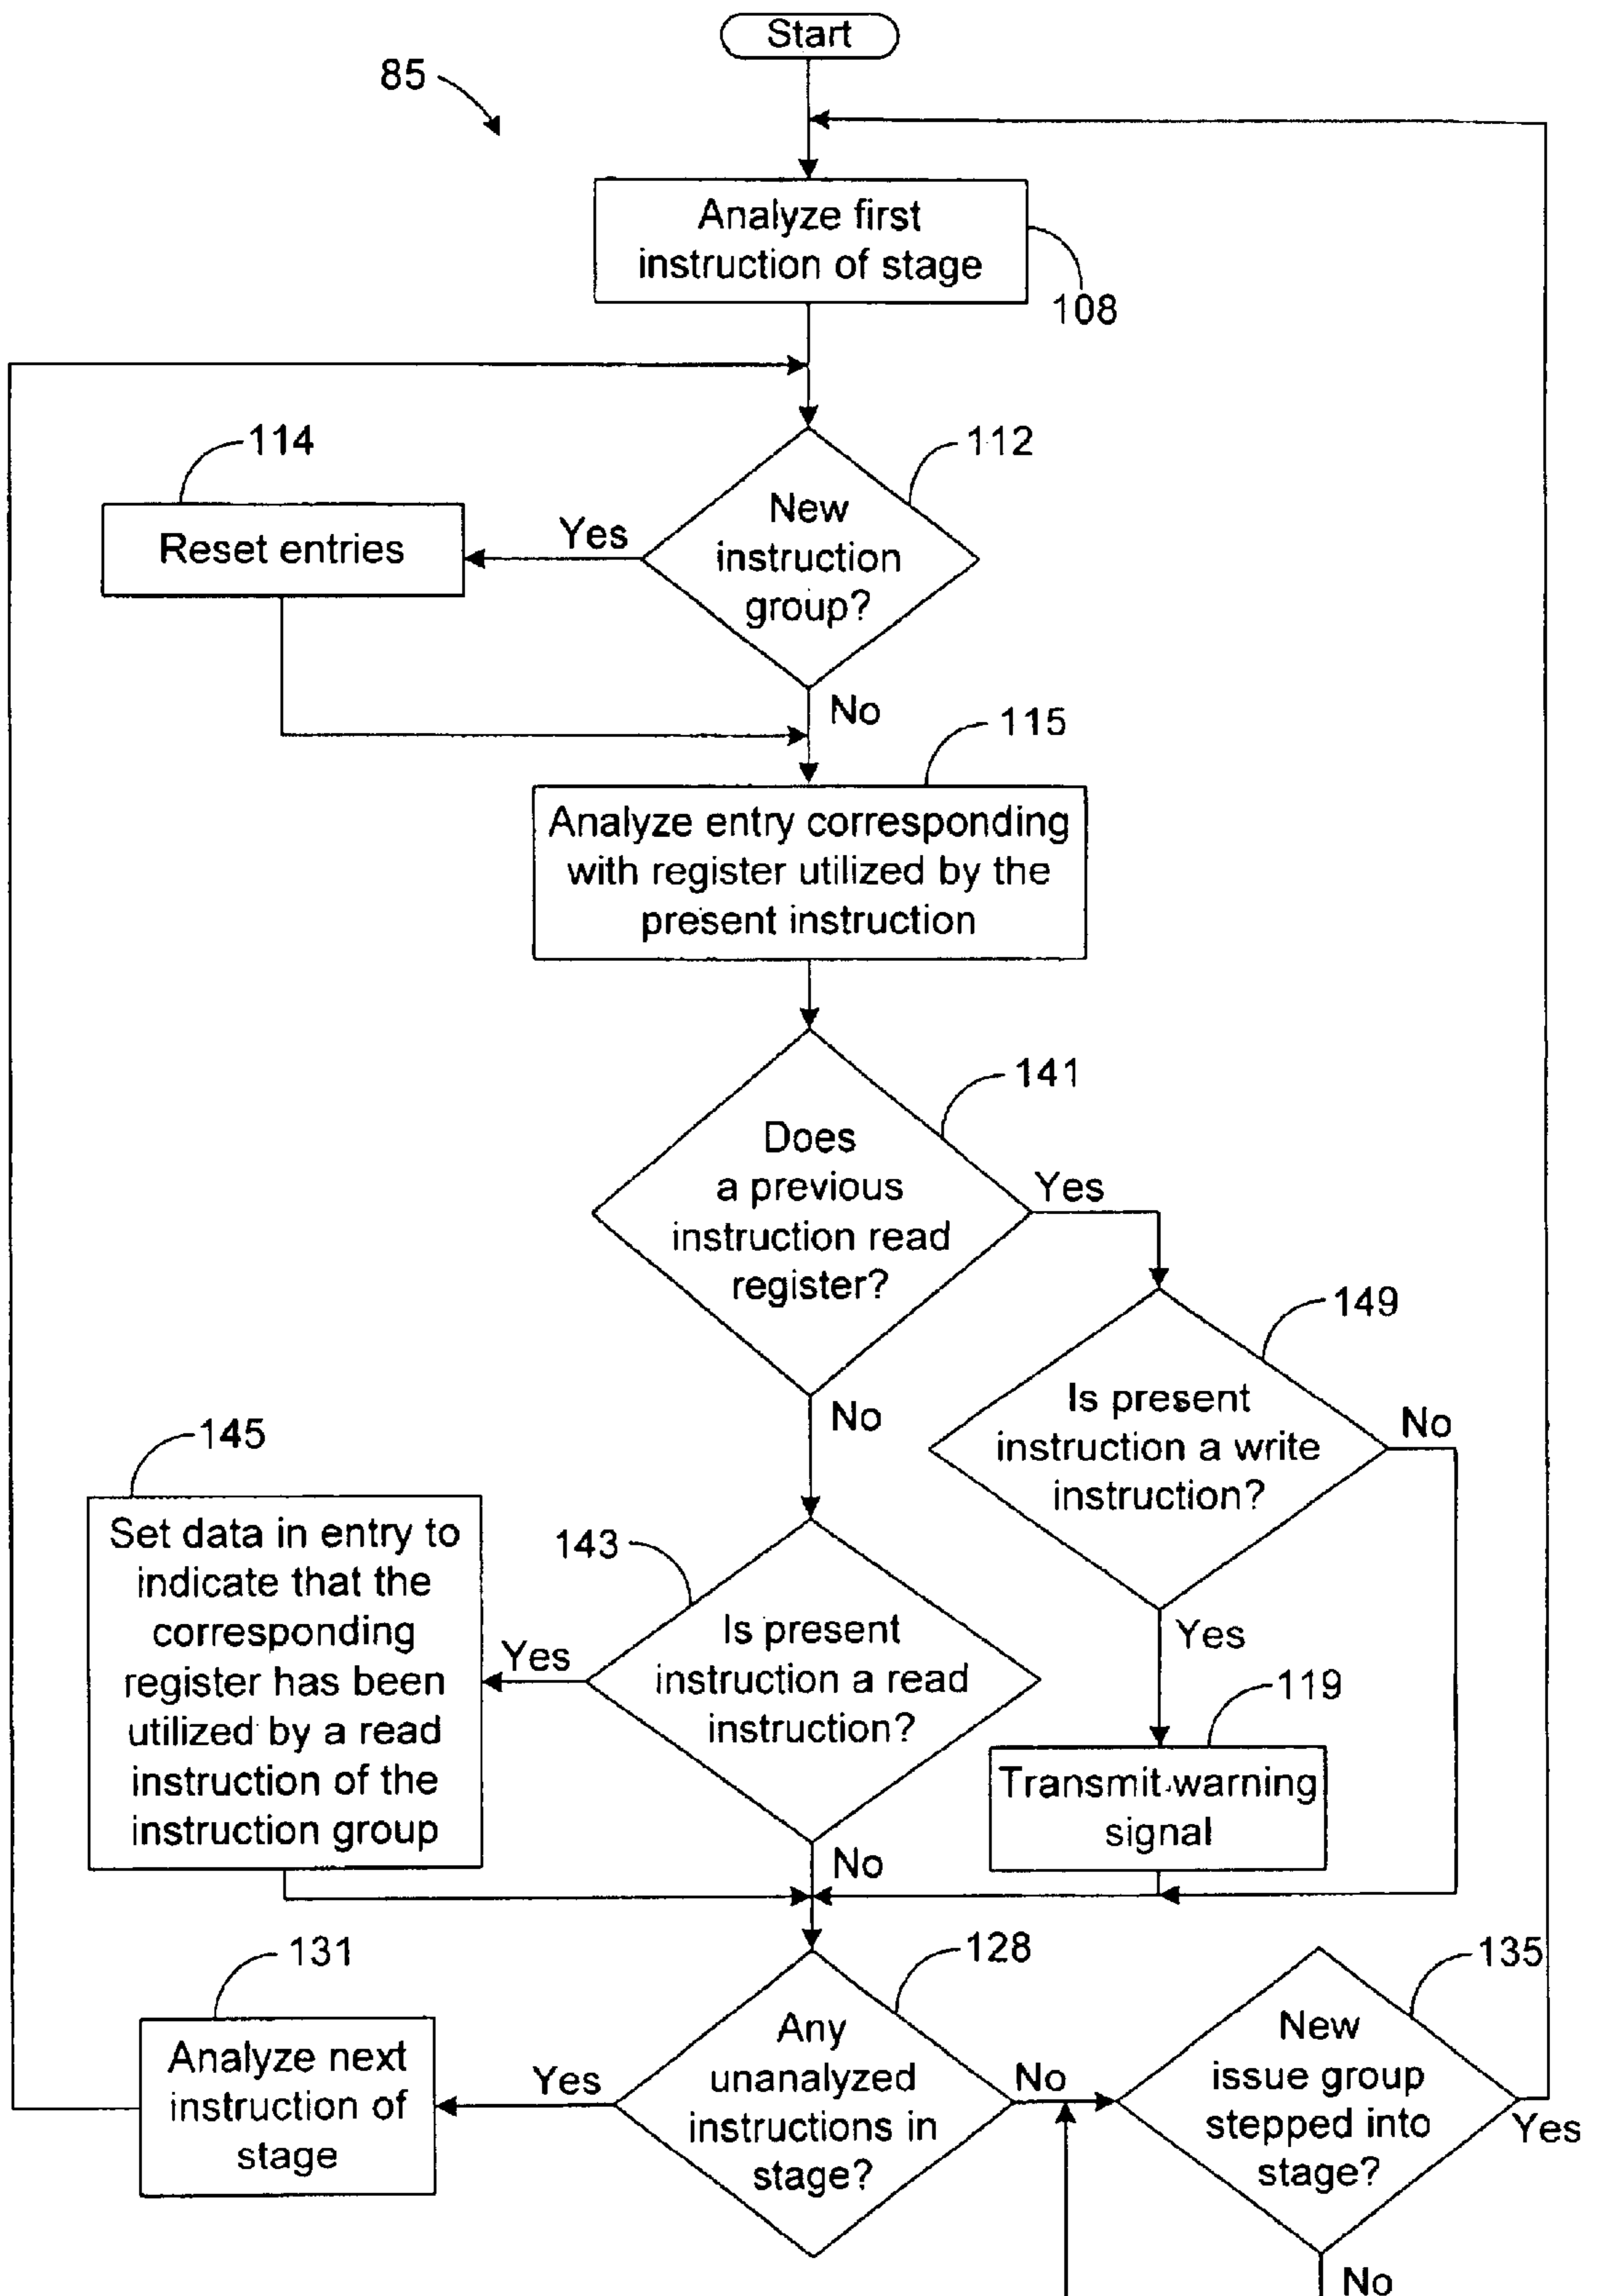 Start
85
Analyze first
instruction of stage
108
114
112
Reset entries
Yes
New
instruction
group?
No
115
Analyze entry corresponding
with register utilized by the
present instruction
141
Does
a previous
instruction read
register?
Yes
149
No
Is present
instruction a write
instruction?
No
145
Set data in entry to
indicate that the
corresponding
register has been
utilized by a read
instruction of the
instruction group
143
Yes
Is present
instruction a read
instruction?
Yes
119
Transmit warning
signal
No
131
128
135
Analyze next
instruction of
stage
Yes
Any
unanalyzed
instructions in
stage?
No
New
issue group
stepped into
stage?
Yes
No